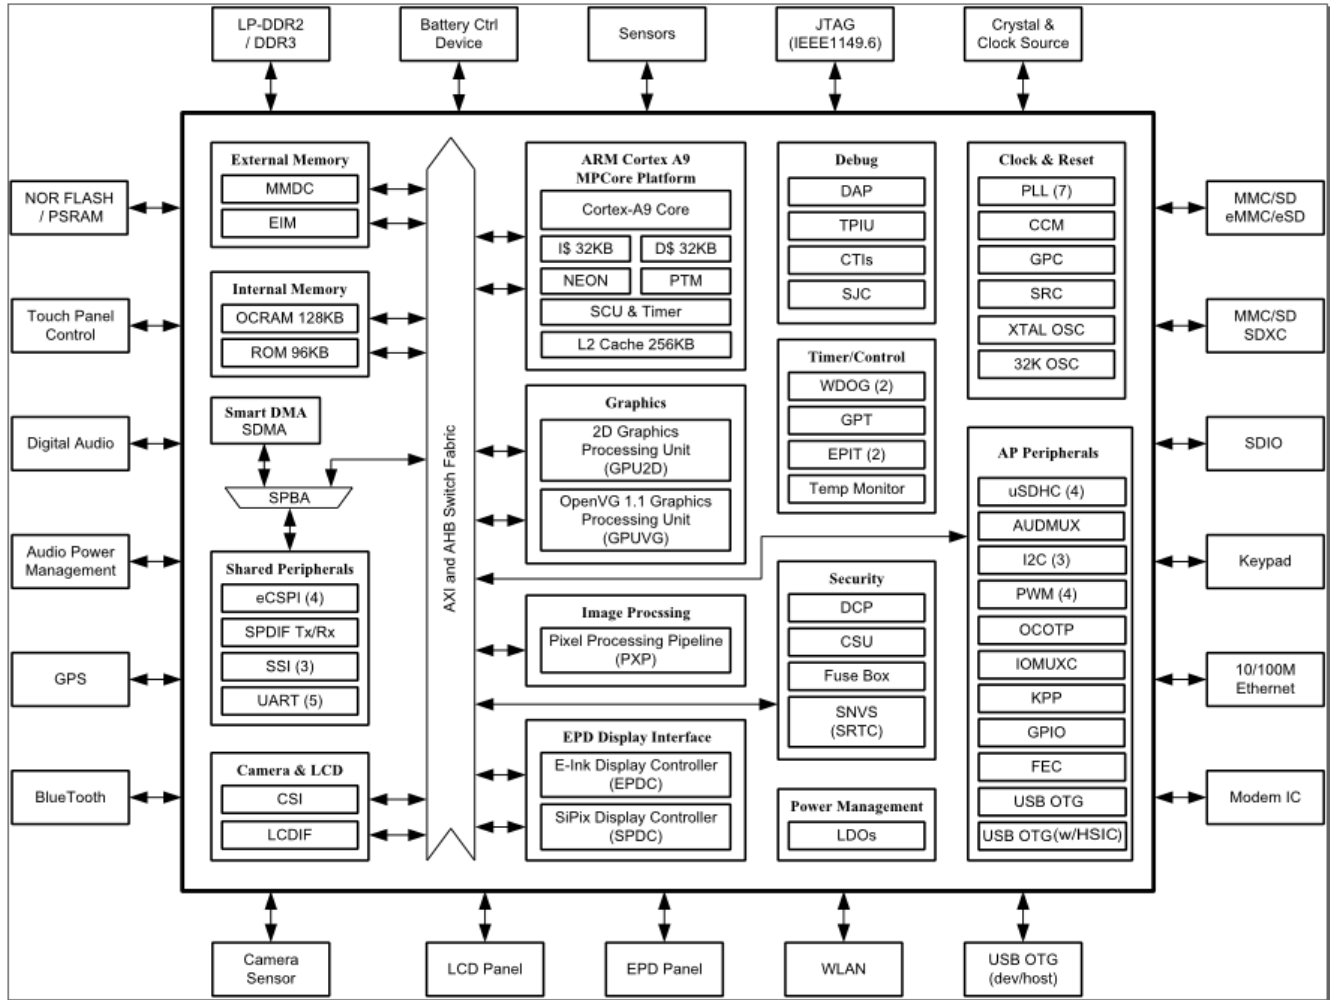 LP-DDR2
/ DDR3
Battery Ctrl
Device
Sensors
JTAG
(IEEE1149.6)
Crystal &
Clock Source
NOR FLASH
/ PSRAM
Touch Panel
Control
Digital Audio
Audio Power
Management
GPS
BlueTooth
External Memory
MMDC
EIM
Internal Memory
OCRAM 128KB
ROM 96KB
Smart DMA
SDMA
SPBA
Shared Peripherals
eCSPI (4)
SPDIF Tx/Rx
SSI (3)
UART (5)
Camera & LCD
CSI
LCDIF
AXI and AHB Switch Fabric
ARM Cortex A9
MPCore Platform
Cortex-A9 Core
I$ 32KB
D$ 32KB
NEON
PTM
SCU & Timer
L2 Cache 256KB
Graphics
2D Graphics
Processing Unit
(GPU2D)
OpenVG 1.1 Graphics
Processing Unit
(GPUVG)
Image Procssing
Pixel Processing Pipeline
(PXP)
EPD Display Interface
E-Ink Display Controller
(EPDC)
SiPix Display Controller
(SPDC)
Debug
DAP
TPIU
CTIs
SJC
Timer/Control
WDOG (2)
GPT
EPIT (2)
Temp Monitor
Security
DCP
CSU
Fuse Box
SNVS
(SRTC)
Power Management
LDOs
Clock & Reset
PLL (7)
CCM
GPC
SRC
XTAL OSC
32K OSC
AP Peripherals
uSDHC (4)
AUDMUX
I2C (3)
PWM (4)
OCOTP
IOMUXC
KPP
GPIO
FEC
USB OTG
USB OTG(w/HSIC)
MMC/SD
eMMC/eSD
MMC/SD
SDXC
SDIO
Keypad
10/100M
Ethernet
Modem IC
Camera
Sensor
LCD Panel
EPD Panel
WLAN
USB OTG
(dev/host)